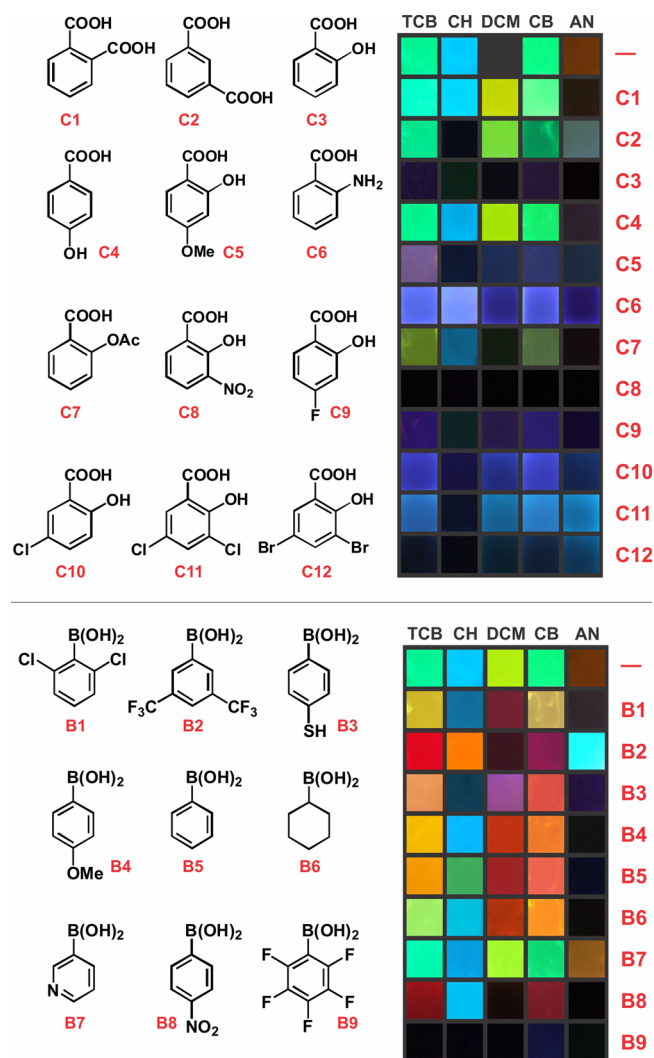 TCB CH DCM CB AN
COOH COOH COOH
COOH OH —
COOH
C1 C2 C3 C1
C2
COOH COOH COOH C3
OH NH2
C4
OH C4 OMe C5 C6 C5
C6
COOH COOH COOH
OAc OH OH C7
NO2
C7 C8 F C9 C8
C9
COOH COOH COOH
OH OH OH C10
Cl Cl Cl Br Br C11
C10 C11 C12 C12
TCB CH DCM CB AN
B(OH)2 B(OH)2 B(OH)2
Cl Cl —
F3C CF3 B1
B1 B2 SH B3
B2
B(OH)2 B(OH)2 B(OH)2 B3
B4
OMe
B4 B5 B6 B5
B6
B(OH)2 B(OH)2 B(OH)2
F F B7
N F F
B7 B8 NO2 F B9 B8
B9